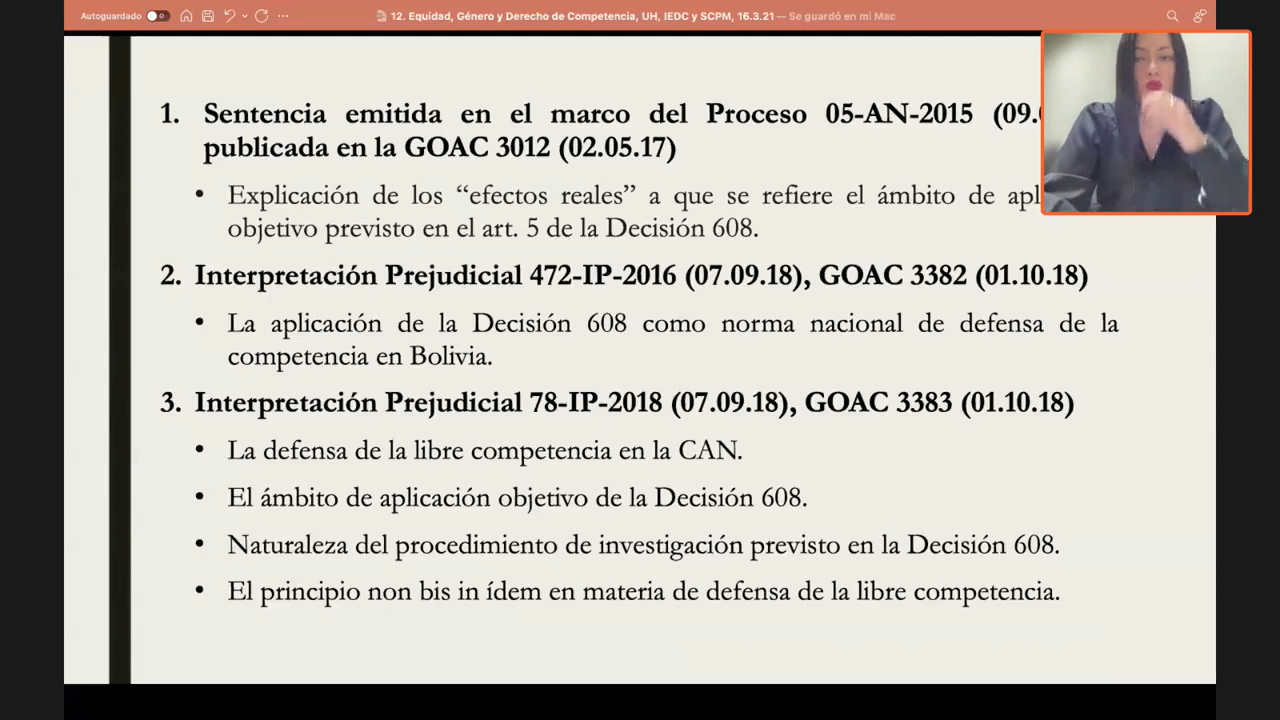 Autoguardado
12. Equidad, Género y Derecho de Competencia, UH, IEDC y SCPM, 16.3.21 — Se guardó en mi Mac
1. Sentencia emitida en el marco del Proceso 05-AN-2015
publicada en la GOAC 3012 (02.05.17)
• Explicación de los “efectos reales” a que se refiere el ámbito de
objetivo previsto en el art. 5 de la Decisión 608.
2. Interpretación Prejudicial 472-IP-2016 (07.09.18), GOAC 3382 (01.10.18)
• La aplicación de la Decisión 608 como norma nacional de defensa de la
competencia en Bolivia.
3. Interpretación Prejudicial 78-IP-2018 (07.09.18), GOAC 3383 (01.10.18)
• La defensa de la libre competencia en la CAN.
• El ámbito de aplicación objetivo de la Decisión 608.
• Naturaleza del procedimiento de investigación previsto en la Decisión 608.
• El principio non bis in ídem en materia de defensa de la libre competencia.